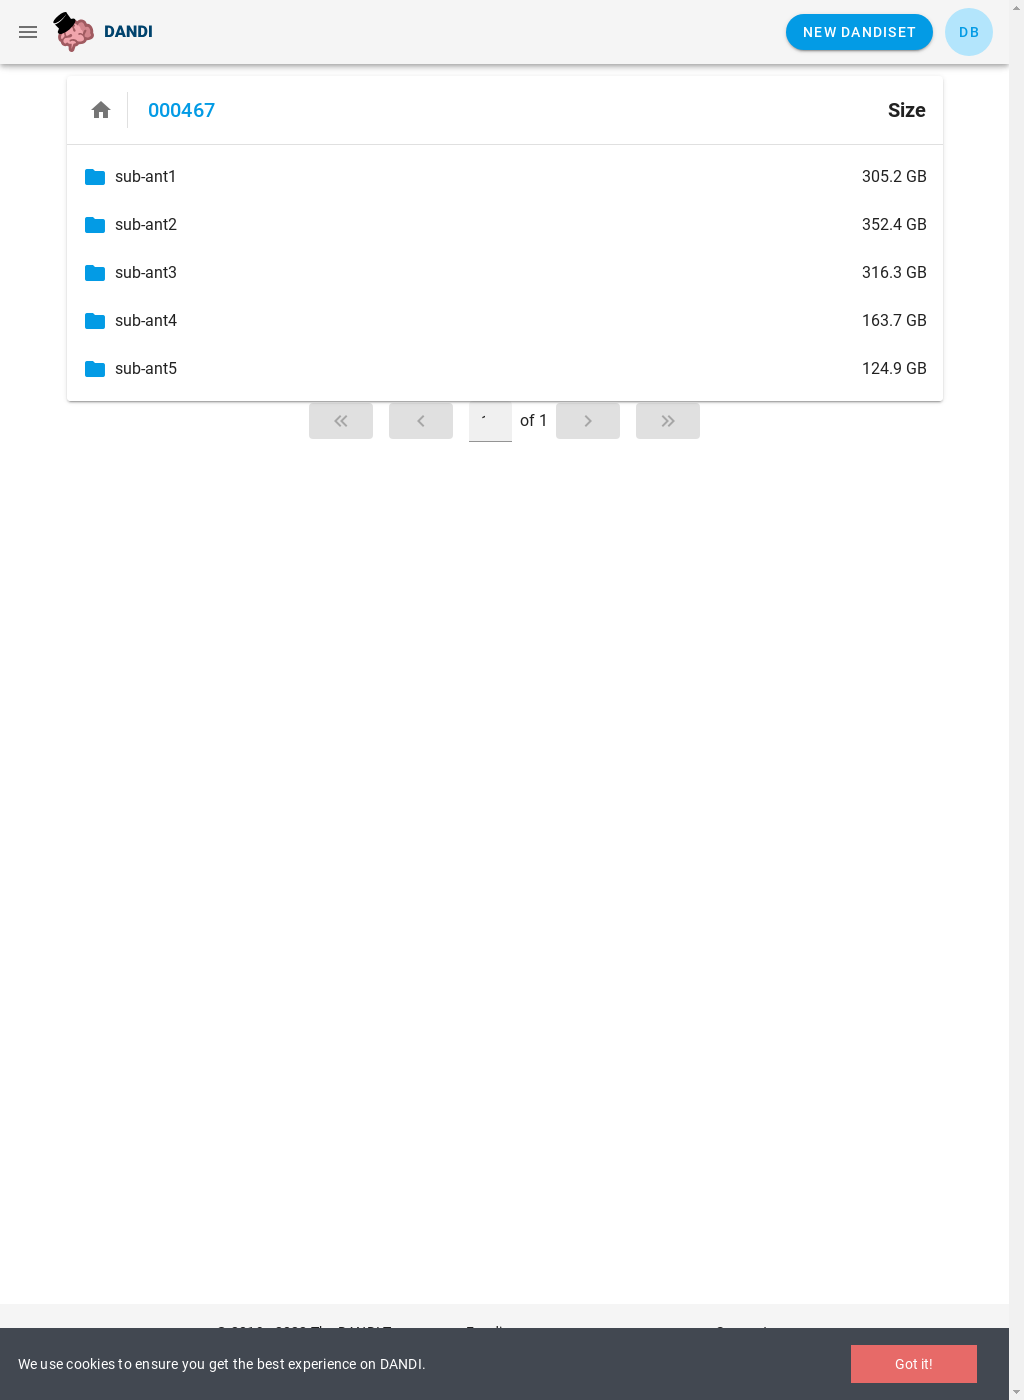 DANDI
NEW DANDISET
DB
000467
Size
sub-ant1 305.2 GB
sub-ant2 352.4 GB
sub-ant3 316.3 GB
sub-ant4 163.7 GB
sub-ant5 124.9 GB
of 1
We use cookies to ensure you get the best experience on DANDI.
Got it!